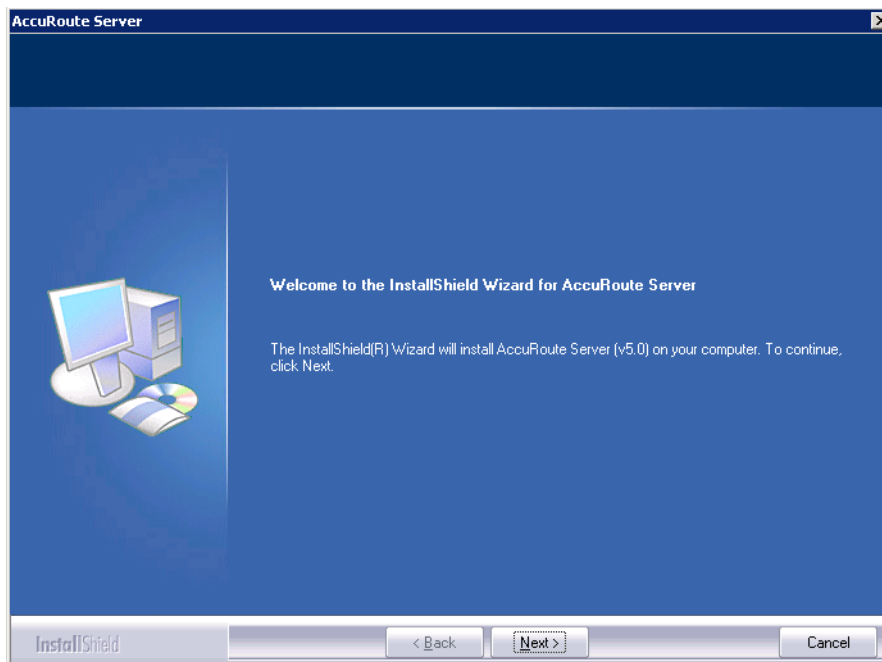 AccuRoute Server
Welcome to the InstallShield Wizard for AccuRoute Server
The InstallShield(R) Wizard will install AccuRoute Server (v5.0) on your computer. To continue,
click Next.
InstallShield
< Back
Next >
Cancel